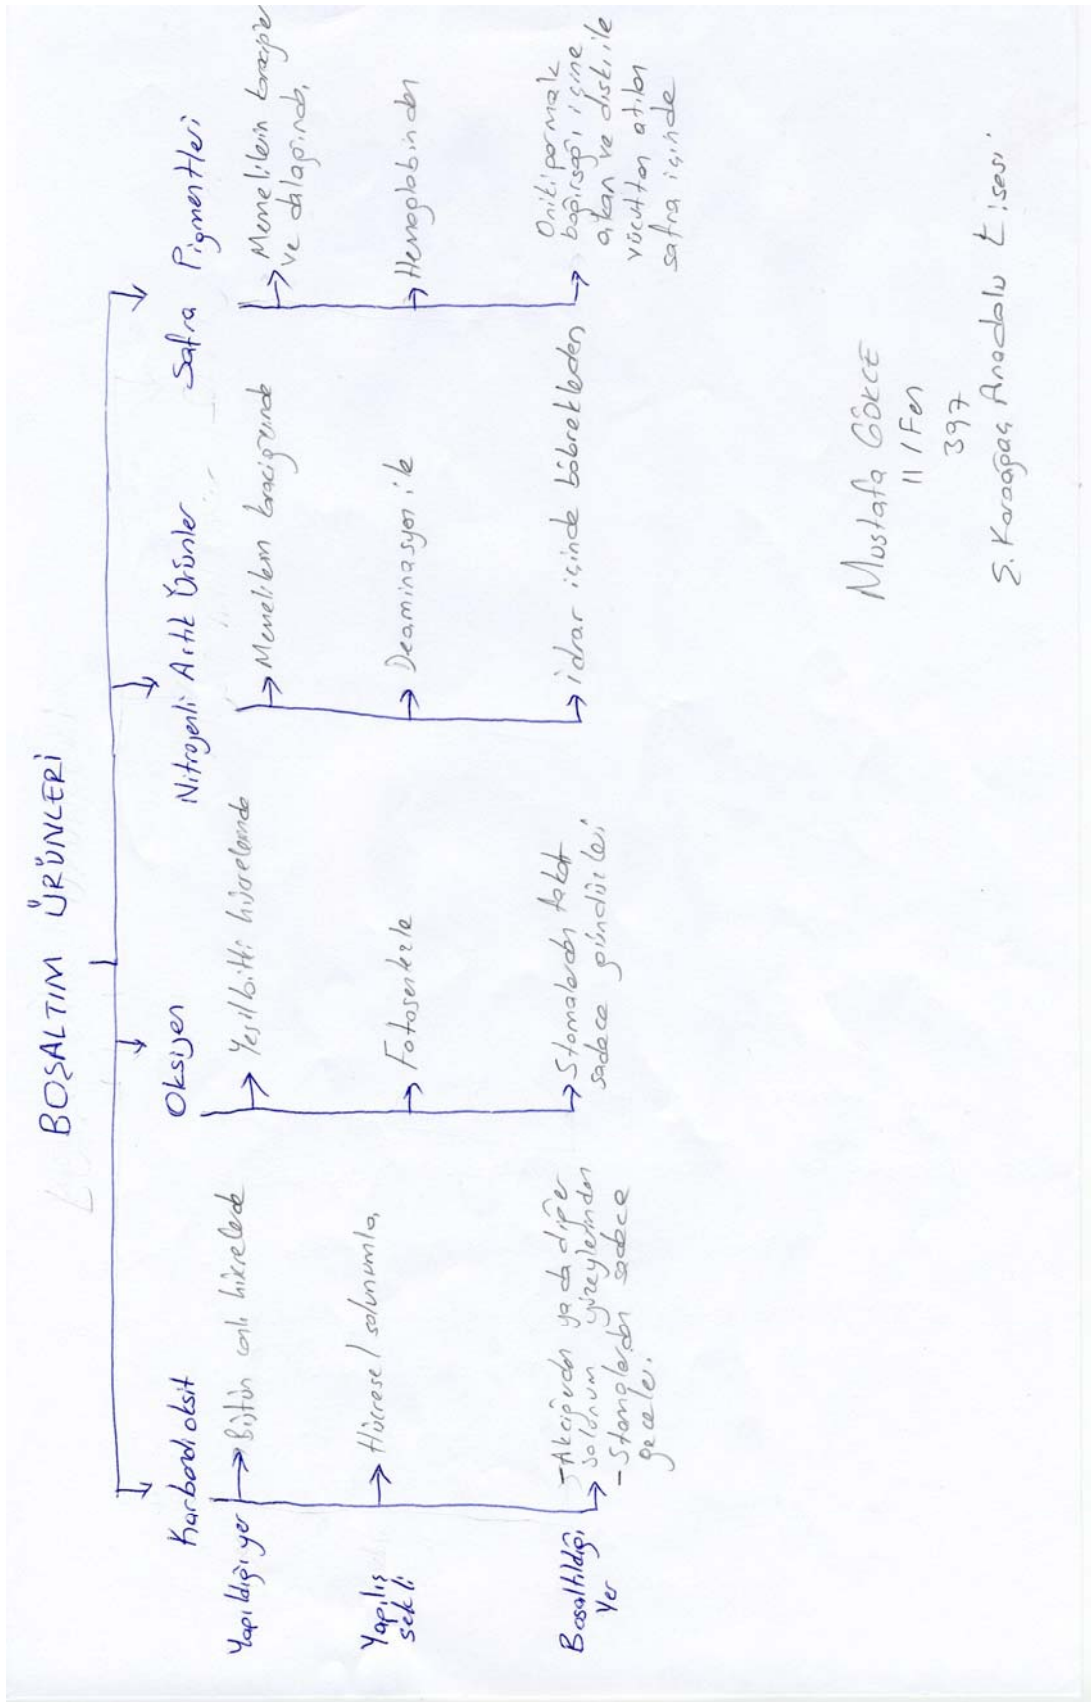 BOŞALTIM ÜRÜNLERİ
Karbondioksit
Oksijen
Nitrojenli Artık Ürünler
Safra Pigmentleri
Yapıldığı yer
Bütün canlı hücrelerde
Yeşil bitki hücrelerinde
Memelilerin karaciğerinde
Memelilerin karaciğer
ve dalağında,
Yapılış
şekli
Hücresel solunumla,
Fotosentezle
Deaminasyon ile
Hemoglobinden
Boşaltıldığı
Yer
-Akciğerden ya da diğer
solunum yüzeylerinden
-Stomalardan sadece
geceleri.
Stomalardan fakat
sadece gündüzleri
idrar içinde böbreklerden,
Onikiparmak
bağırsağı içine
akan ve dışkı ile
vücuttan atılan
safra içinde
Mustafa GÖKCE
11 / Fen
397
Ş. Karaağaç Anadolu Lisesi.